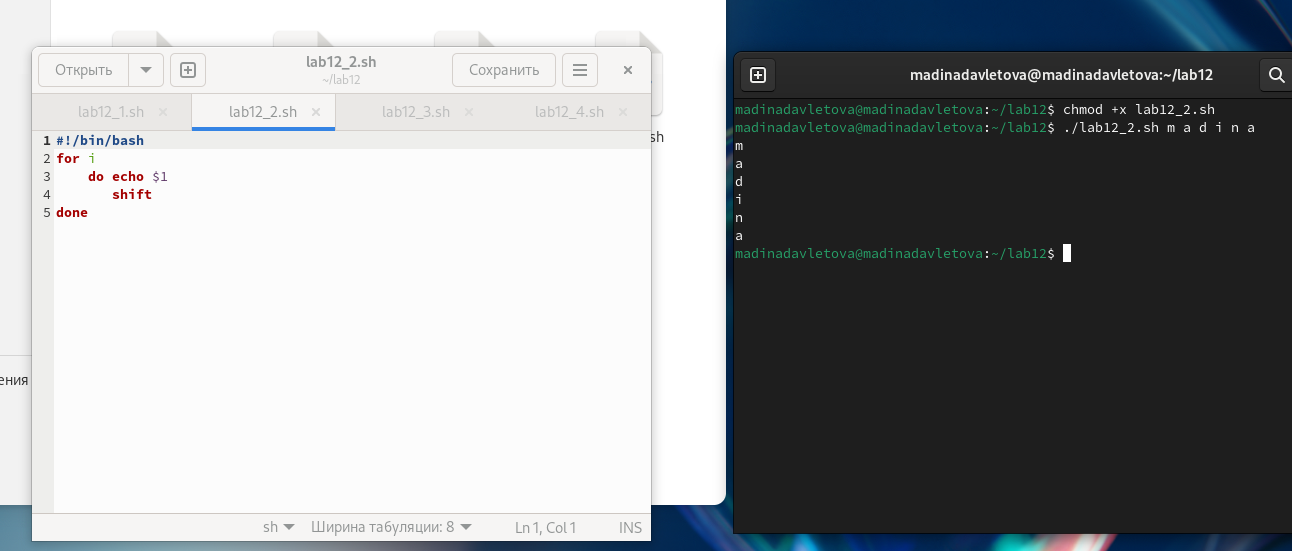 Открыть
lab12_2.sh
~/lab12
Сохранить
lab12_1.sh
lab12_2.sh
lab12_3.sh
lab12_4.sh
1 #!/bin/bash
2 for i
3     do echo $1
4        shift
5 done
sh
Ширина табуляции: 8
Ln 1, Col 1
INS
ения
sh
madinadavletova@madinadavletova:~/lab12
madinadavletova@madinadavletova:~/lab12$ chmod +x lab12_2.sh
madinadavletova@madinadavletova:~/lab12$ ./lab12_2.sh m a d i n a
m
a
d
i
n
a
madinadavletova@madinadavletova:~/lab12$